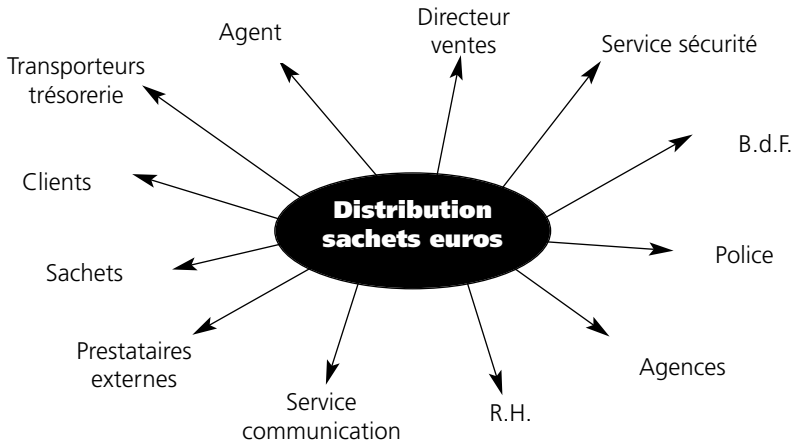 Directeur
ventes
Agent
Service sécurité
Transporteurs
trésorerie
B.d.F.
Clients
Distribution
sachets euros
Police
Sachets
Prestataires
externes
Agences
Service
communication
R.H.